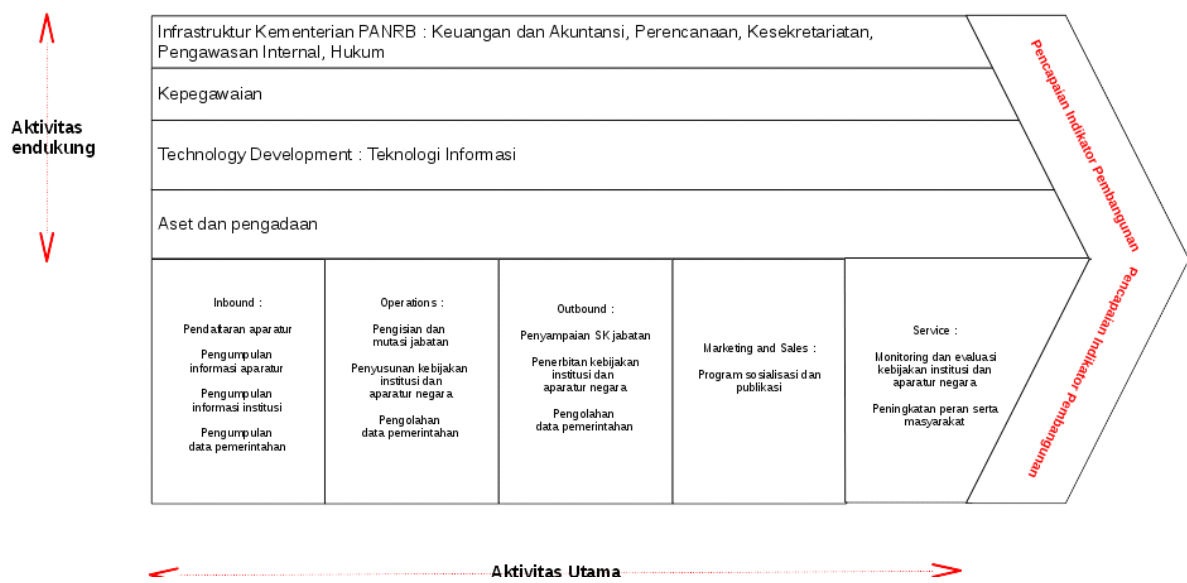 Infrastruktur Kementerian PANRB : Keuangan dan Akuntansi, Perencanaan, Kesekretariatan,
Pengawasan Internal, Hukum
Kepegawaian
Technology Development : Teknologi Informasi
Aset dan pengadaan
Aktivitas
endukung
Pencapaian Indikator Pembangunan
Pencapaian Indikator Pembangunan
Inbound :
Pendaftaran aparatur
Pengumpulan
informasi aparatur
Pengumpulan
informasi institusi
Pengumpulan
data pemerintahan
Operations :
Pengisian dan
mutasi jabatan
Penyusunan kebijakan
institusi dan
aparatur negara
Pengolahan
data pemerintahan
Outbound :
Penyampaian SK jabatan
Penerbitan kebijakan
institusi dan
aparatur negara
Pengolahan
data pemerintahan
Marketing and Sales :
Program sosialisasi dan
publikasi
Service :
Monitoring dan evaluasi
kebijakan institusi dan
aparatur negara
Peningkatan peran serta
masyarakat
Aktivitas Utama